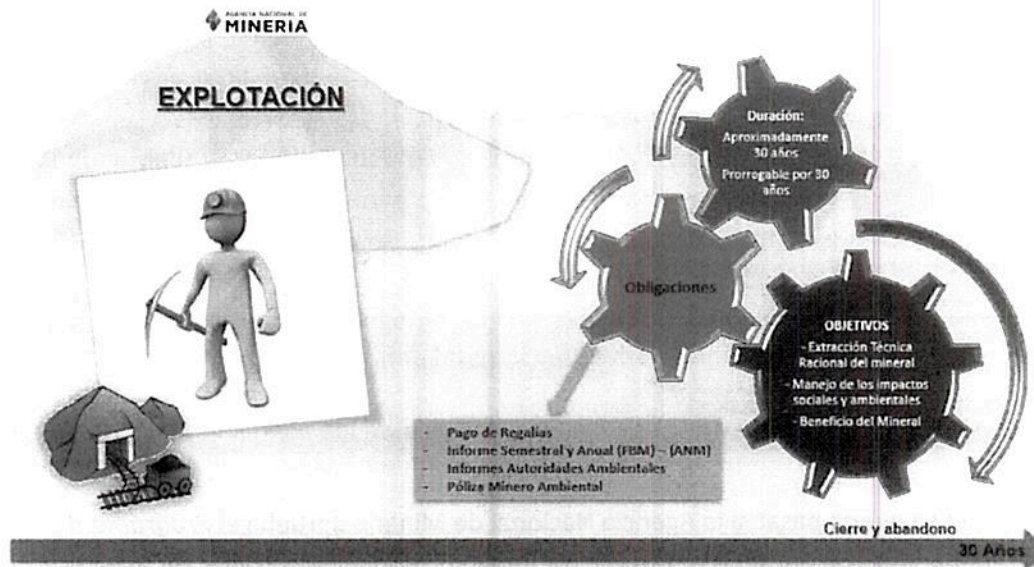 AGENCIA NACIONAL DE
MINERÍA
EXPLOTACIÓN
Duración:
Aproximadamente
30 años
Prorrogable por 30
años
Obligaciones
OBJETIVOS
- Extracción Técnica
Racional del mineral
- Manejo de los impactos
sociales y ambientales
- Beneficio del Mineral
- Pago de Regalías
- Informe Semestral y Anual (FBM) – (ANM)
- Informes Autoridades Ambientales
- Póliza Minero Ambiental
Cierre y abandono
30 Años